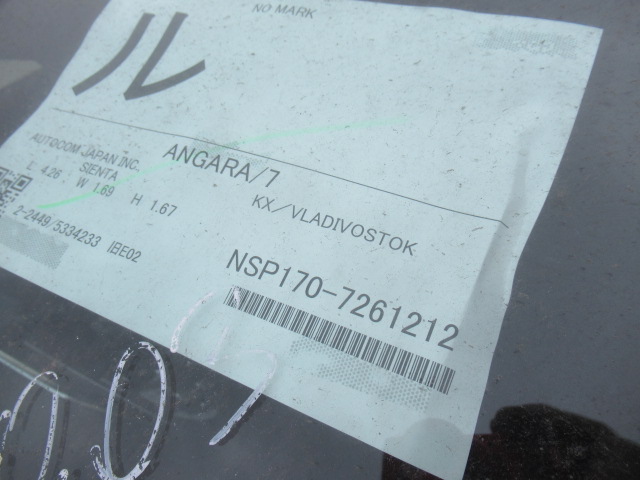 NO MARK
ル
ANGARA/7
AUTOCOM JAPAN INC.
SIENTA
L 4.26 W 1.69 H 1.67
KX/VLADIVOSTOK
2-2449/5334233 IBE02
NSP170-7261212